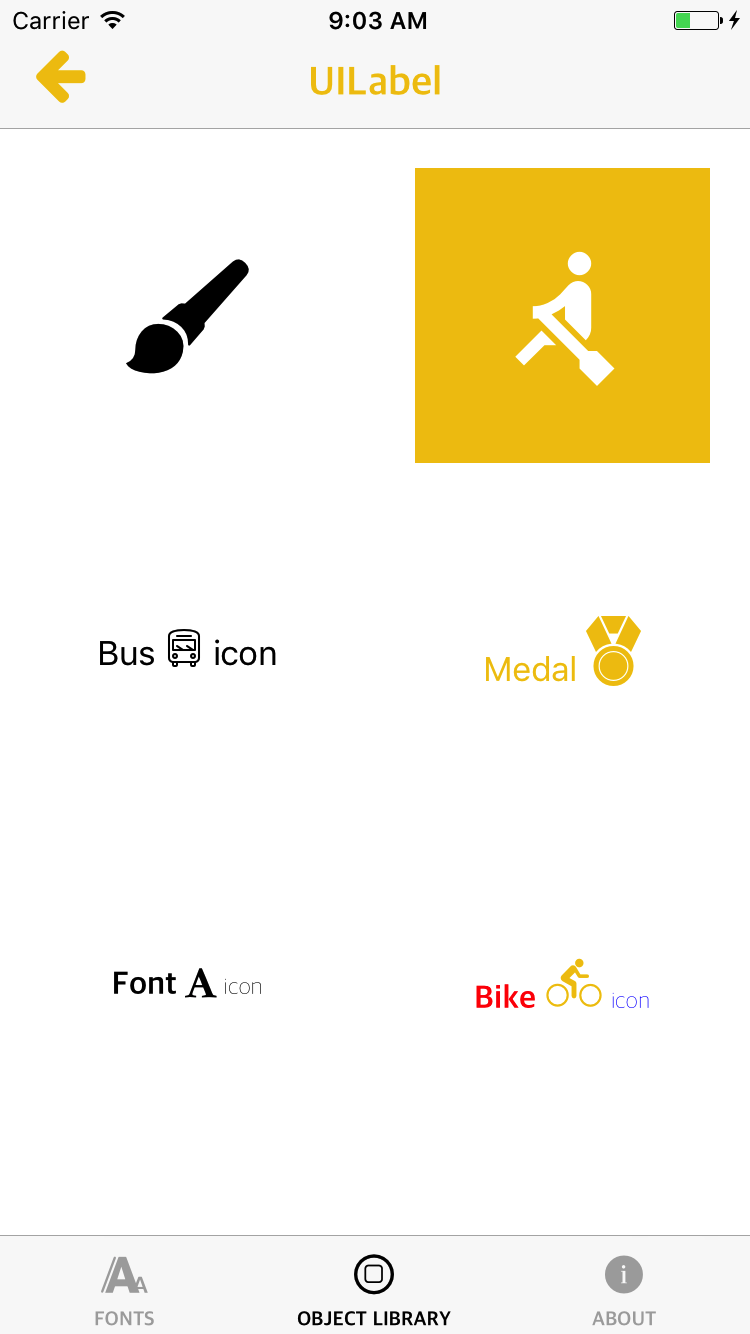 Carrier 9:03 AM
UILabel
Bus icon
Medal
Font A icon
Bike icon
FONTS OBJECT LIBRARY ABOUT